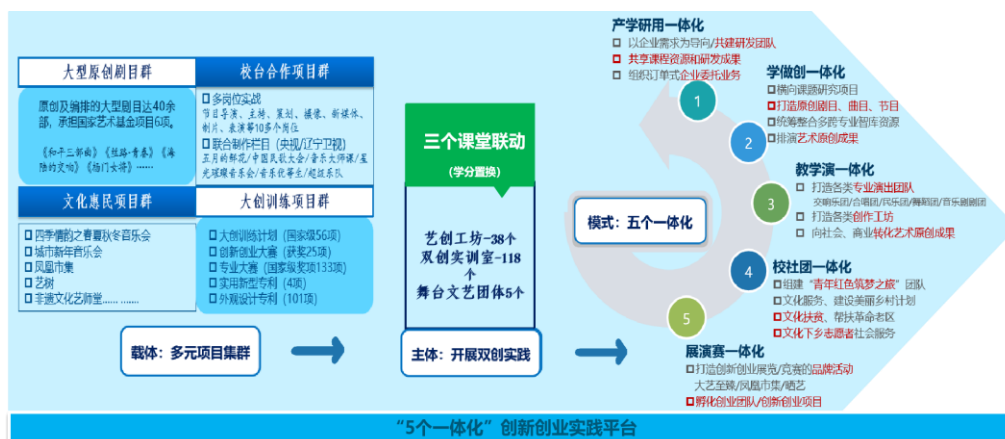 大型原创剧目群
原创及编排的大型剧目达40余
部，承担国家艺术基金项目6项。
《和平三部曲》《丝路·青春》《海
陆的交响》《杨门女将》……
校台合作项目群
多岗位实战
节目导演、主持、策划、摄像、新媒体、
制片、表演等10多个岗位
联合制作栏目（央视/辽宁卫视）
五月的鲜花/中国民歌大会/音乐大师课/星
光璀璨音乐会/音乐优等生/超级乐队
文化惠民项目群
四季情韵之春夏秋冬音乐会
城市新年音乐会
凤凰市集
艺树
非遗文化艺师堂…… ……
大创训练项目群
大创训练计划（国家级56项）
创新创业大赛（获奖25项）
专业大赛（国家级奖项133项）
实用新型专利（4项）
外观设计专利（101项）
载体：多元项目集群
三个课堂联动
（学分置换）
艺创工坊-38个
双创实训室-118
个
舞台文艺团体5个
主体：开展双创实践
模式：五个一体化
产学研用一体化
以企业需求为导向/共建研发团队
共享课程资源和研发成果
组织订单式企业委托业务
1
学做创一体化
横向课题研究项目
打造原创剧目、曲目、节目
统筹整合多跨专业智库资源
排演艺术原创成果
2
教学演一体化
打造各类专业演出团队
交响乐团/合唱团/民乐团/舞蹈团/音乐剧剧团
打造各类创作工坊
向社会、商业转化艺术原创成果
3
校社团一体化
组建“青年红色筑梦之旅”团队
文化服务、建设美丽乡村计划
文化扶贫、帮扶革命老区
文化下乡志愿者社会服务
4
5
展演赛一体化
打造创新创业展览/竞赛的品牌活动
大艺至臻/凤凰市集/晒艺
孵化创业团队/创新创业项目
“5个一体化”创新创业实践平台